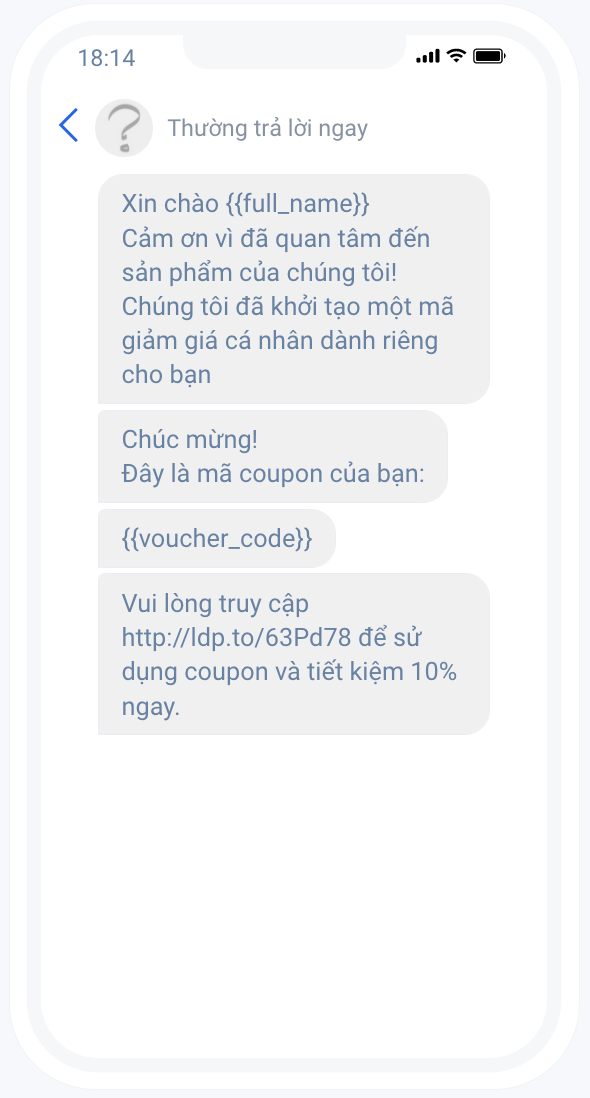 18:14
?
Thường trả lời ngay
Xin chào {{full_name}}
Cảm ơn vì đã quan tâm đến
sản phẩm của chúng tôi!
Chúng tôi đã khởi tạo một mã
giảm giá cá nhân dành riêng
cho bạn
Chúc mừng!
Đây là mã coupon của bạn:
{{voucher_code}}
Vui lòng truy cập
http://ldp.to/63Pd78 để sử
dụng coupon và tiết kiệm 10%
ngay.